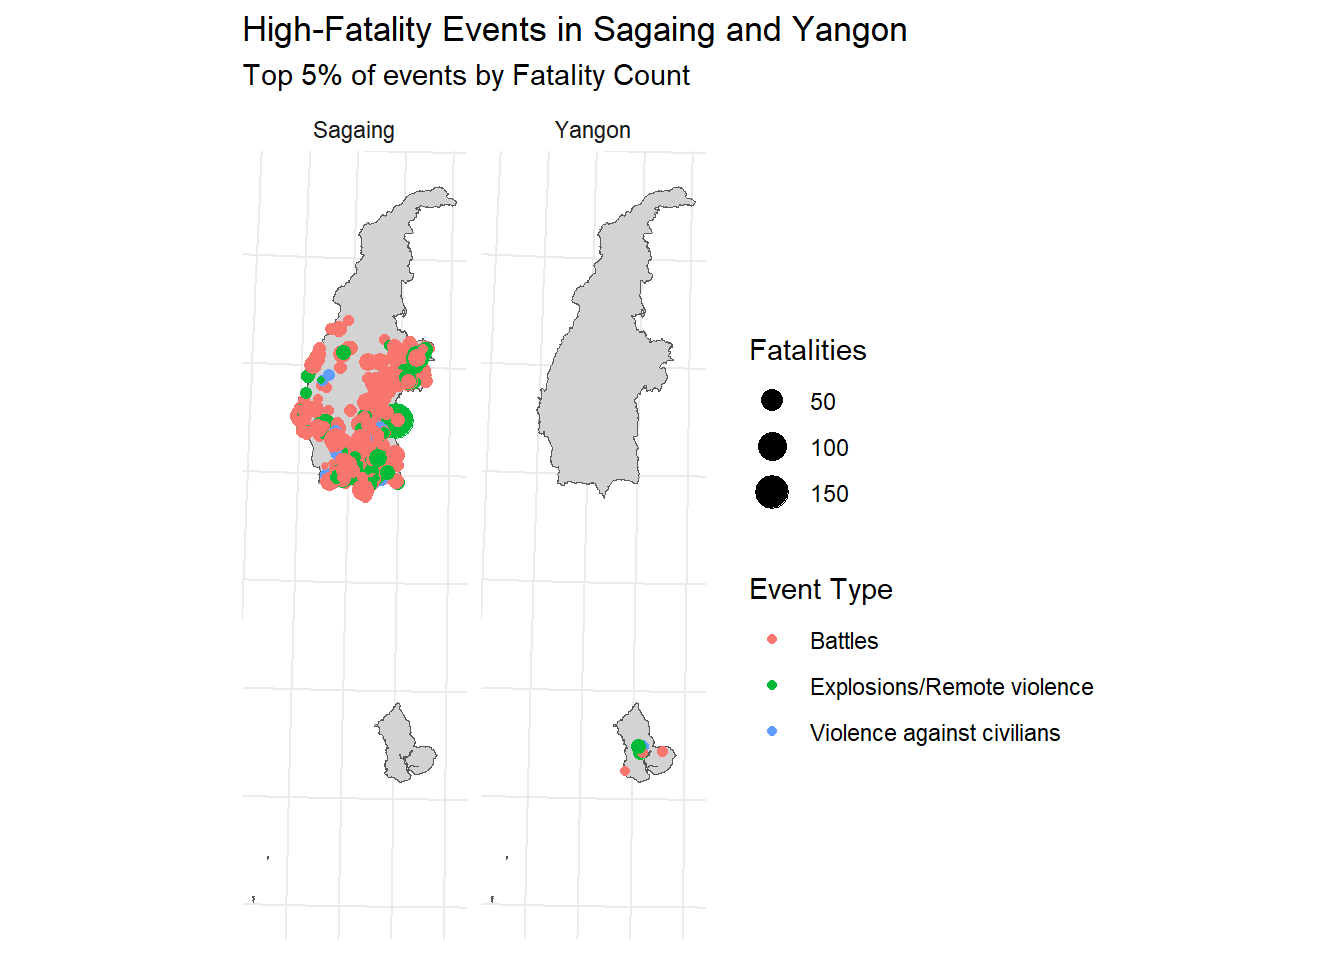 High-Fatality Events in Sagaing and Yangon
Top 5% of events by Fatality Count
Sagaing
Yangon
Fatalities
50
100
150
Event Type
Battles
Explosions/Remote violence
Violence against civilians